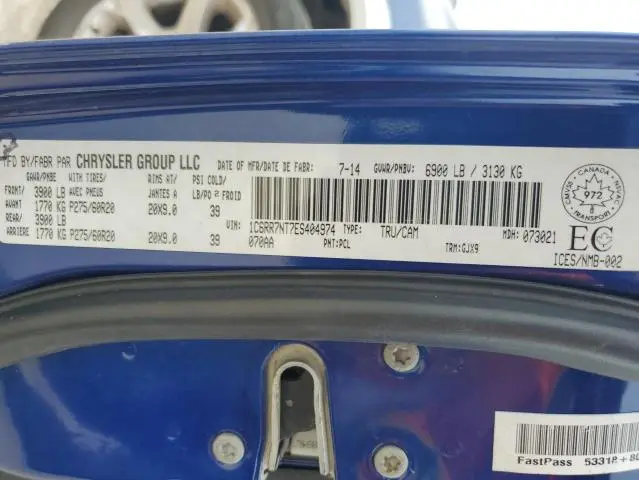 MFD BY/FABR PAR CHRYSLER GROUP LLC DATE OF MFR/DATE DE FABR: 7-14 GVWR/PNBV: 6900 LB / 3130 KG
GAWR/PNBE WITH TIRES/ RIMS AT/ PSI COLD/
FRONT/ 3900 LB AVEC PNEUS JANTES A LB/PO 2 FROID
AVANT 1770 KG P275/60R20 20X9.0 39
REAR/ 3900 LB
ARRIERE 1770 KG P275/60R20 20X9.0 39
VIN: 1C6RR7NT7ES404974 TYPE: TRU/CAM MDH: 073021
070AA PNT:PCL TRM:GJX9
CANADA
972
TRANSPORT
EC
ICES/NMB-002
FastPass 5331R+